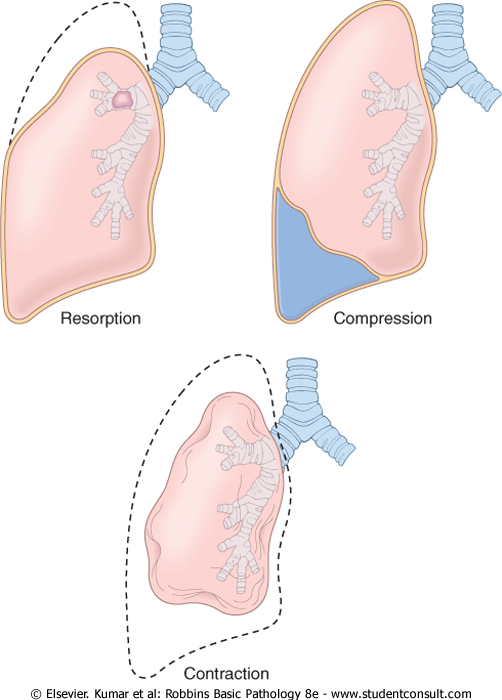 Resorption
Compression
Contraction
© Elsevier. Kumar et al: Robbins Basic Pathology 8e - www.studentconsult.com